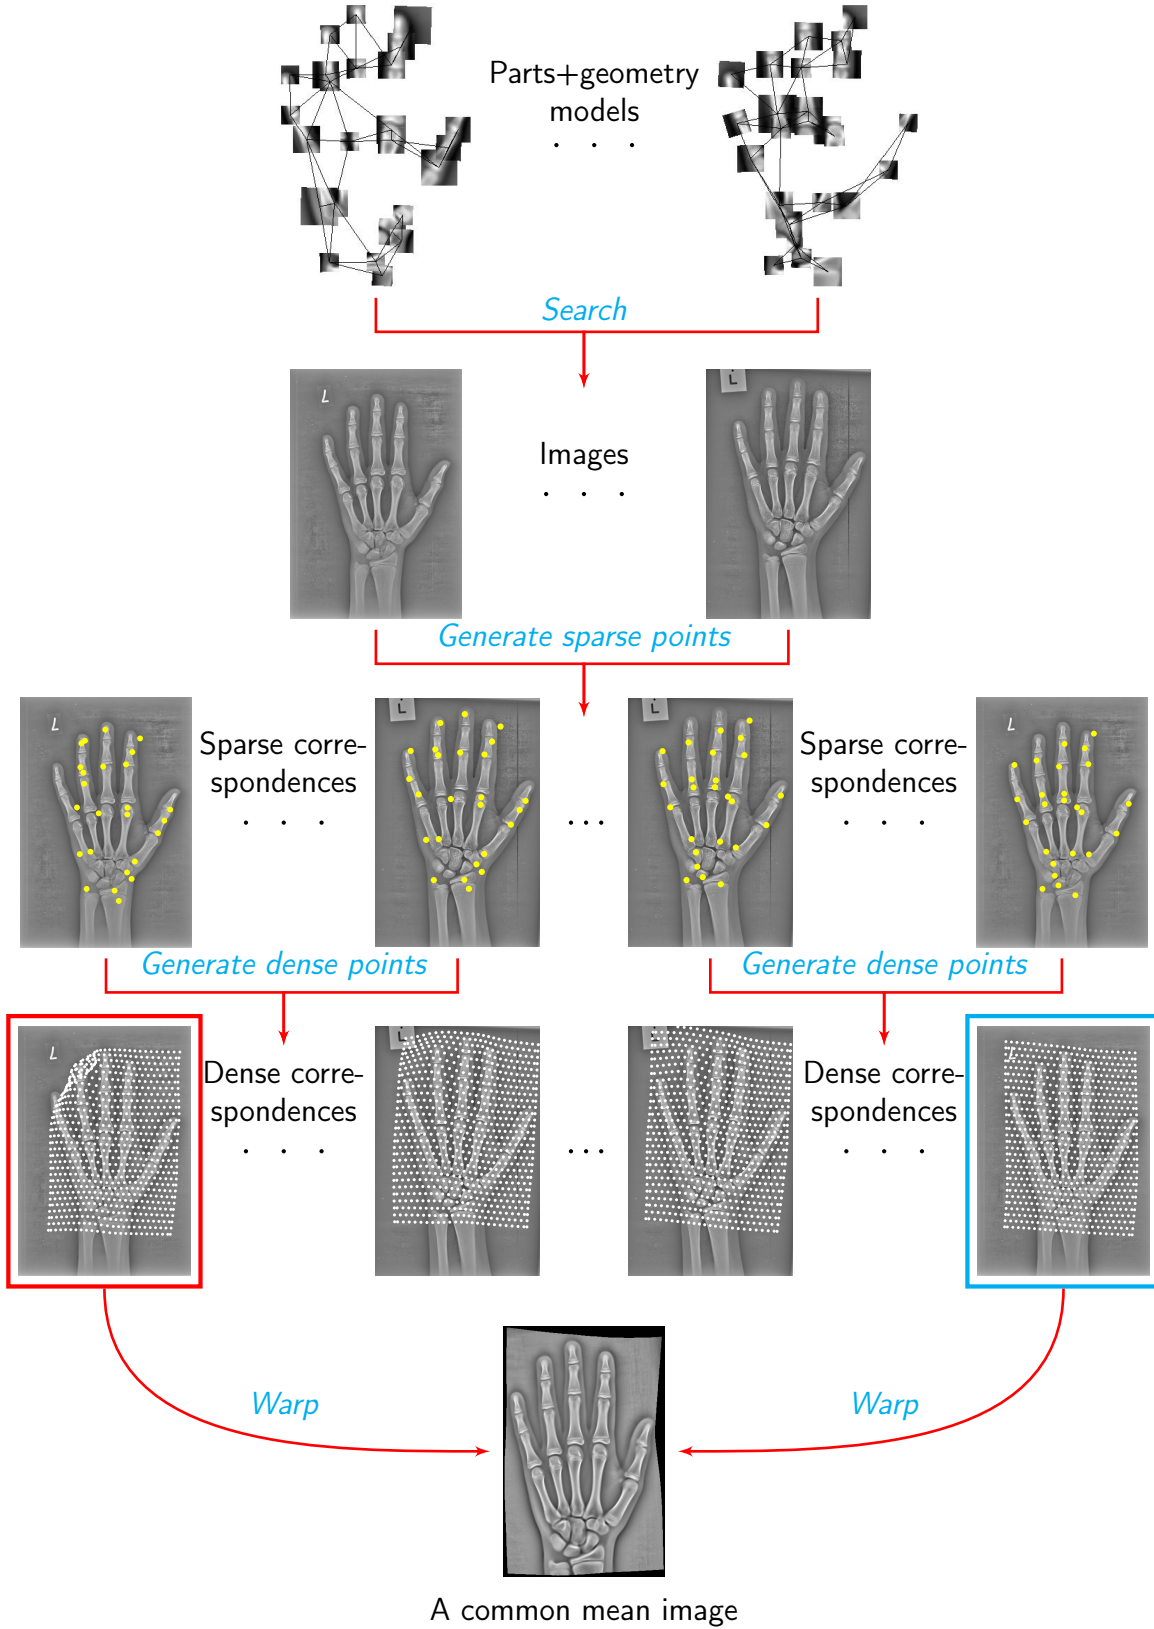 Parts+geometry
models
. . .
Search
L
L
Images
. . .
Generate sparse points
L
L
L
L
Sparse corre-
spondences
. . .
...
Sparse corre-
spondences
. . .
Generate dense points
Generate dense points
L
L
L
Dense corre-
spondences
. . .
...
Dense corre-
spondences
. . .
Warp
Warp
A common mean image